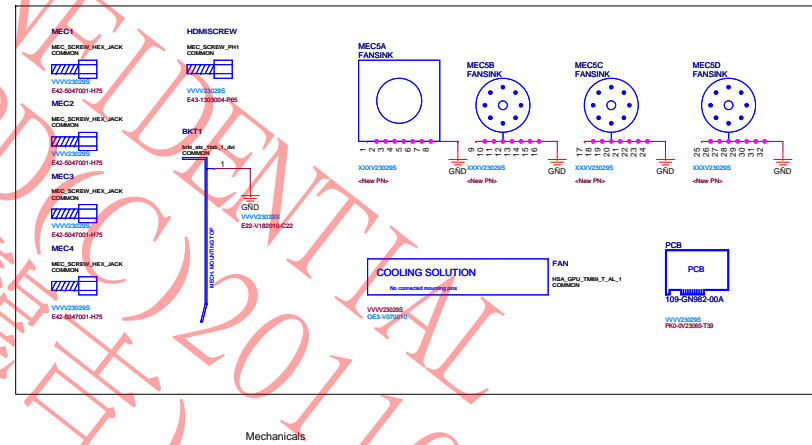 MEC1
MEC_SCREW_HEX_JACK
COMMON
VVVV23029S
E42-5047001-H75
MEC2
MEC_SCREW_HEX_JACK
COMMON
VVVV23029S
E42-5047001-H75
MEC3
MEC_SCREW_HEX_JACK
COMMON
VVVV23029S
E42-5047001-H75
MEC4
MEC_SCREW_HEX_JACK
COMMON
VVVV23029S
E42-5047001-H75
HDMISCREW
MEC_SCREW_PH1
COMMON
VVVV23029S
E43-1303004-P65
BKT1
COMMON
1
GND
VVVV23029S
E22-V182010-C22
MECH. MOUNTING TOP
MEC5A
FANSINK
1 2 3 4 5 6 7 8
GND
XXXV23029S
<New PN>
MEC5B
FANSINK
9 10 11 12 13 14 15 16
GND
XXXV23029S
<New PN>
MEC5C
FANSINK
17 18 19 20 21 22 23 24
GND
XXXV23029S
<New PN>
MEC5D
FANSINK
25 26 27 28 29 30 31 32
GND
XXXV23029S
<New PN>
COOLING SOLUTION
No connected mounting pins
FAN
HSA_GPU_TM89_T_AL_1
COMMON
VVVV23029S
OE3-V070010
PCB
PCB
109-GN982-00A
VVVV23029S
PK0-0V23060-T39
Mechanicals